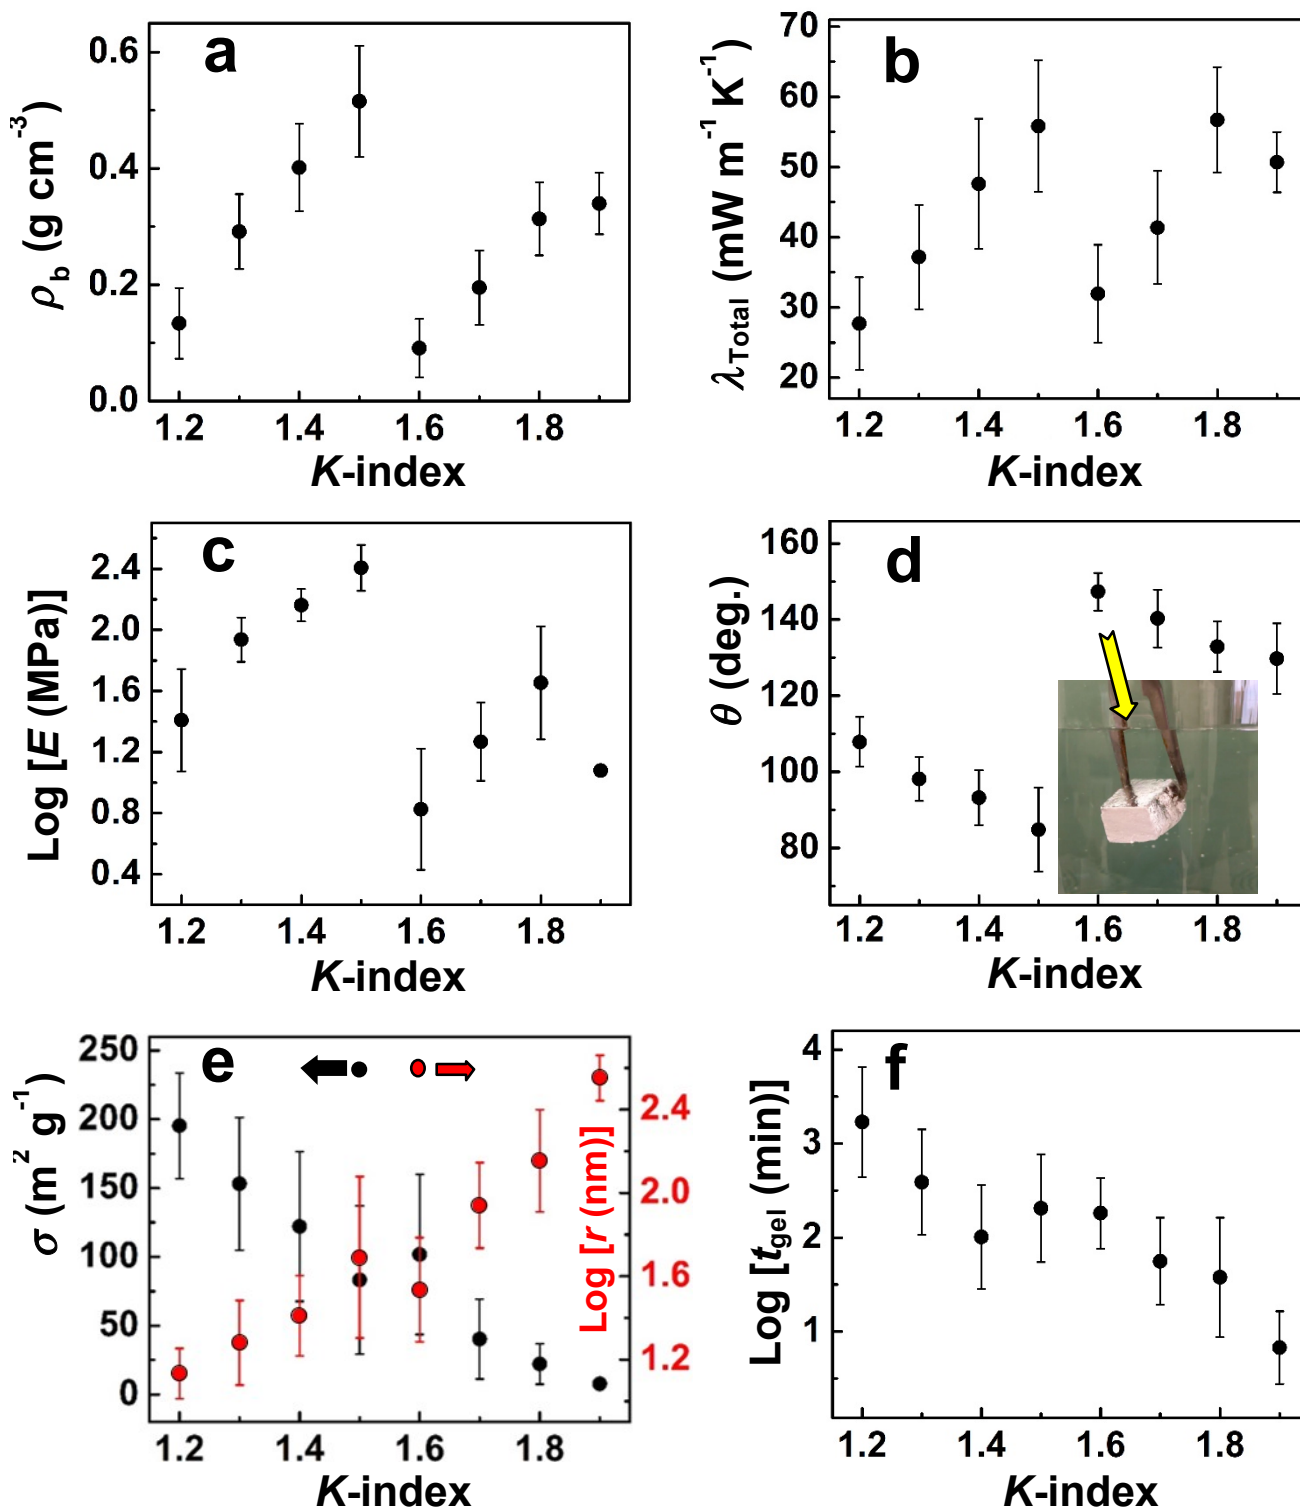 a
ρb (g cm-3)
0.6
0.4
0.2
0.0
1.2 1.4 1.6 1.8
K-index
b
λTotal (mW m-1 K-1)
70
60
50
40
30
20
1.2 1.4 1.6 1.8
K-index
c
Log [E (MPa)]
2.4
2.0
1.6
1.2
0.8
0.4
1.2 1.4 1.6 1.8
K-index
d
θ (deg.)
160
140
120
100
80
1.2 1.4 1.6 1.8
K-index
e
σ (m2 g-1)
250
200
150
100
50
0
Log [r (nm)]
2.4
2.0
1.6
1.2
1.2 1.4 1.6 1.8
K-index
f
Log [tgel (min)]
4
3
2
1
1.2 1.4 1.6 1.8
K-index